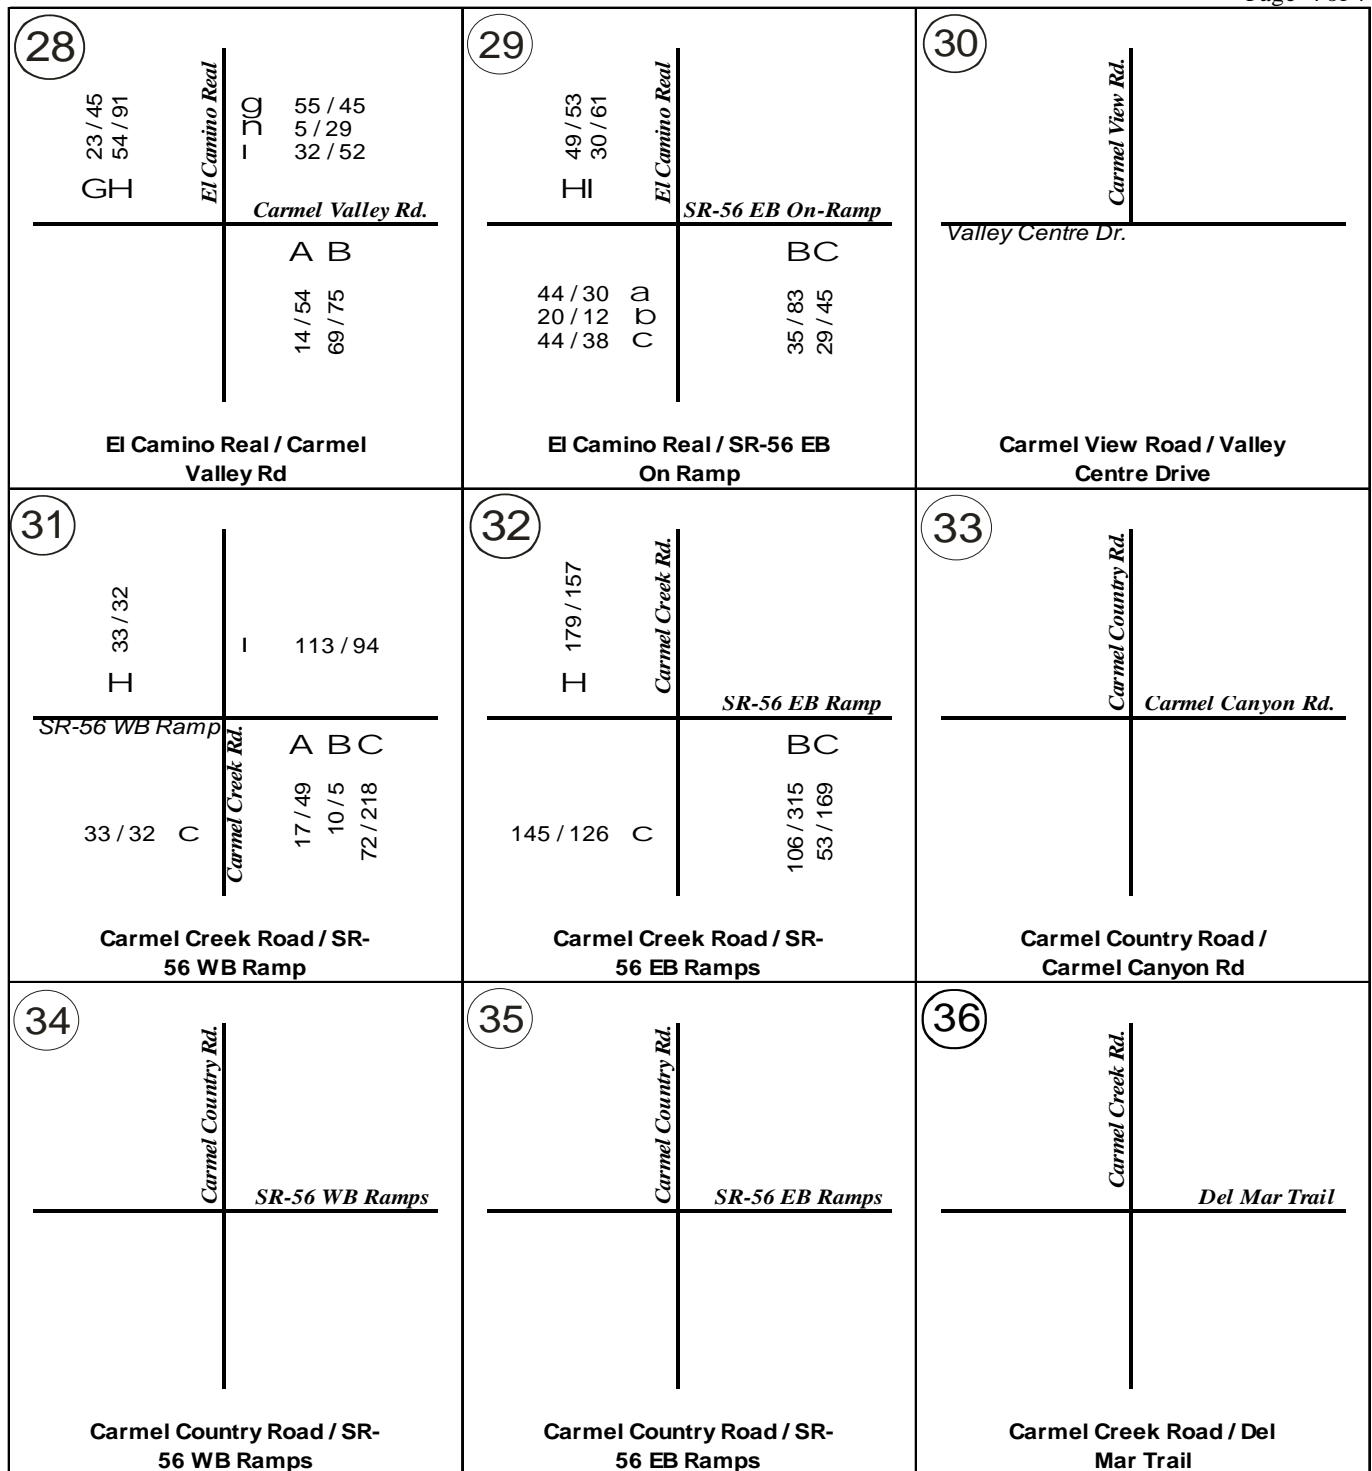 28
El Camino Real
23 / 45
54 / 91
GH
g 55 / 45
n 5 / 29
I 32 / 52
Carmel Valley Rd.
A B
14 / 54
69 / 75
El Camino Real / Carmel
Valley Rd
29
El Camino Real
49 / 53
30 / 61
HI
SR-56 EB On-Ramp
BC
44 / 30 a
20 / 12 b
44 / 38 C
35 / 83
29 / 45
El Camino Real / SR-56 EB
On Ramp
30
Carmel View Rd.
Valley Centre Dr.
Carmel View Road / Valley
Centre Drive
31
33 / 32
H
I 113 / 94
SR-56 WB Ramp
Carmel Creek Rd.
A BC
33 / 32 C
17 / 49
10 / 5
72 / 218
Carmel Creek Road / SR-
56 WB Ramp
32
179 / 157
H
Carmel Creek Rd.
SR-56 EB Ramp
BC
145 / 126 C
106 / 315
53 / 169
Carmel Creek Road / SR-
56 EB Ramps
33
Carmel Country Rd.
Carmel Canyon Rd.
Carmel Country Road /
Carmel Canyon Rd
34
Carmel Country Rd.
SR-56 WB Ramps
Carmel Country Road / SR-
56 WB Ramps
35
Carmel Country Rd.
SR-56 EB Ramps
Carmel Country Road / SR-
56 EB Ramps
36
Carmel Creek Rd.
Del Mar Trail
Carmel Creek Road / Del
Mar Trail